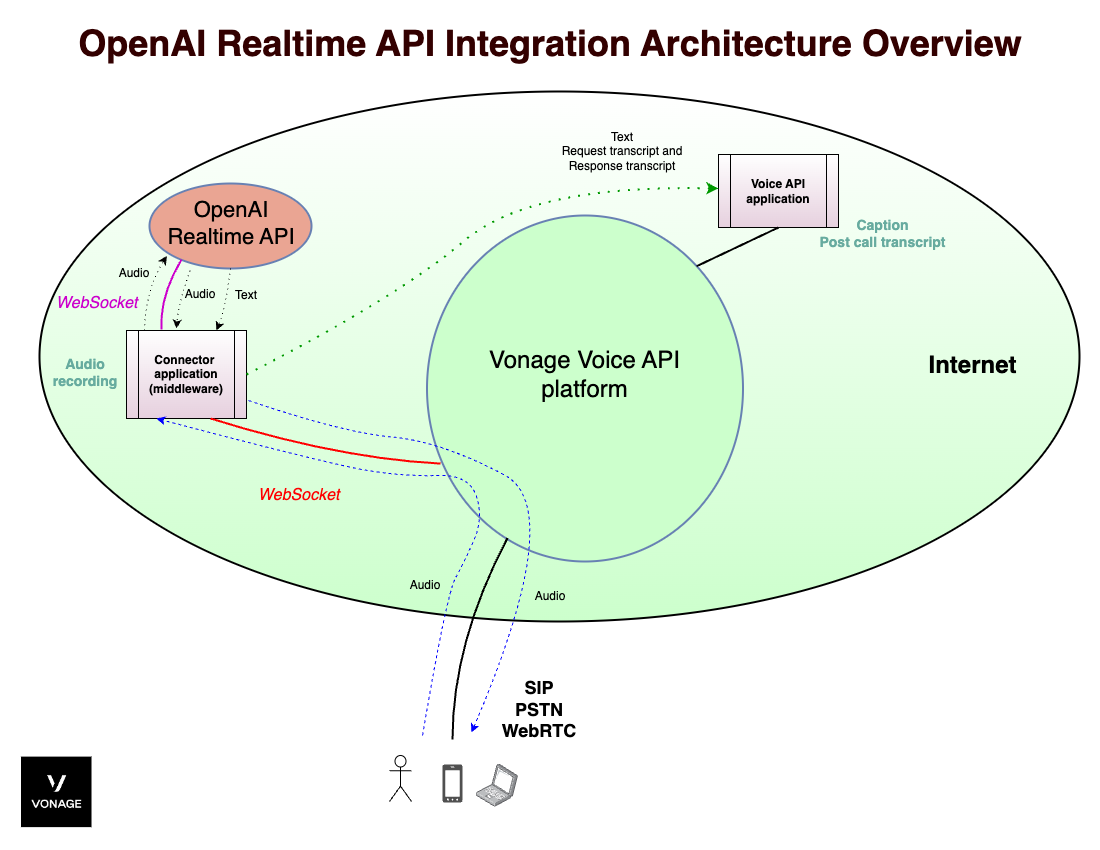 OpenAI Realtime API Integration Architecture Overview
Text
Request transcript and
Response transcript
Voice API
application
Caption
Post call transcript
OpenAI
Realtime API
Audio
WebSocket
Audio
Text
Connector
application
(middleware)
Audio
recording
Vonage Voice API
platform
Internet
WebSocket
Audio
Audio
SIP
PSTN
WebRTC
VONAGE